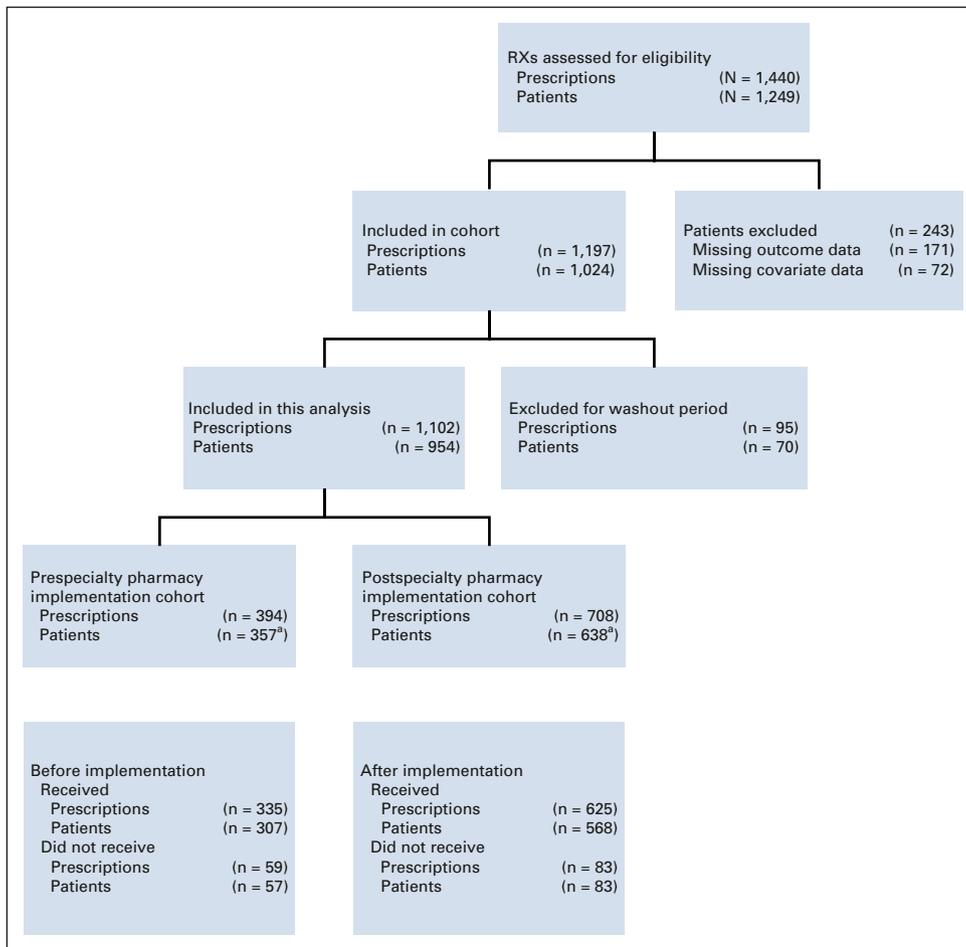 RXs assessed for eligibility
Prescriptions (N = 1,440)
Patients (N = 1,249)
Included in cohort
Prescriptions (n = 1,197)
Patients (n = 1,024)
Patients excluded (n = 243)
Missing outcome data (n = 171)
Missing covariate data (n = 72)
Included in this analysis
Prescriptions (n = 1,102)
Patients (n = 954)
Excluded for washout period
Prescriptions (n = 95)
Patients (n = 70)
Prespecialty pharmacy
implementation cohort
Prescriptions (n = 394)
Patients (n = 357ᵃ)
Postspecialty pharmacy
implementation cohort
Prescriptions (n = 708)
Patients (n = 638ᵃ)
Before implementation
Received
Prescriptions (n = 335)
Patients (n = 307)
Did not receive
Prescriptions (n = 59)
Patients (n = 57)
After implementation
Received
Prescriptions (n = 625)
Patients (n = 568)
Did not receive
Prescriptions (n = 83)
Patients (n = 83)